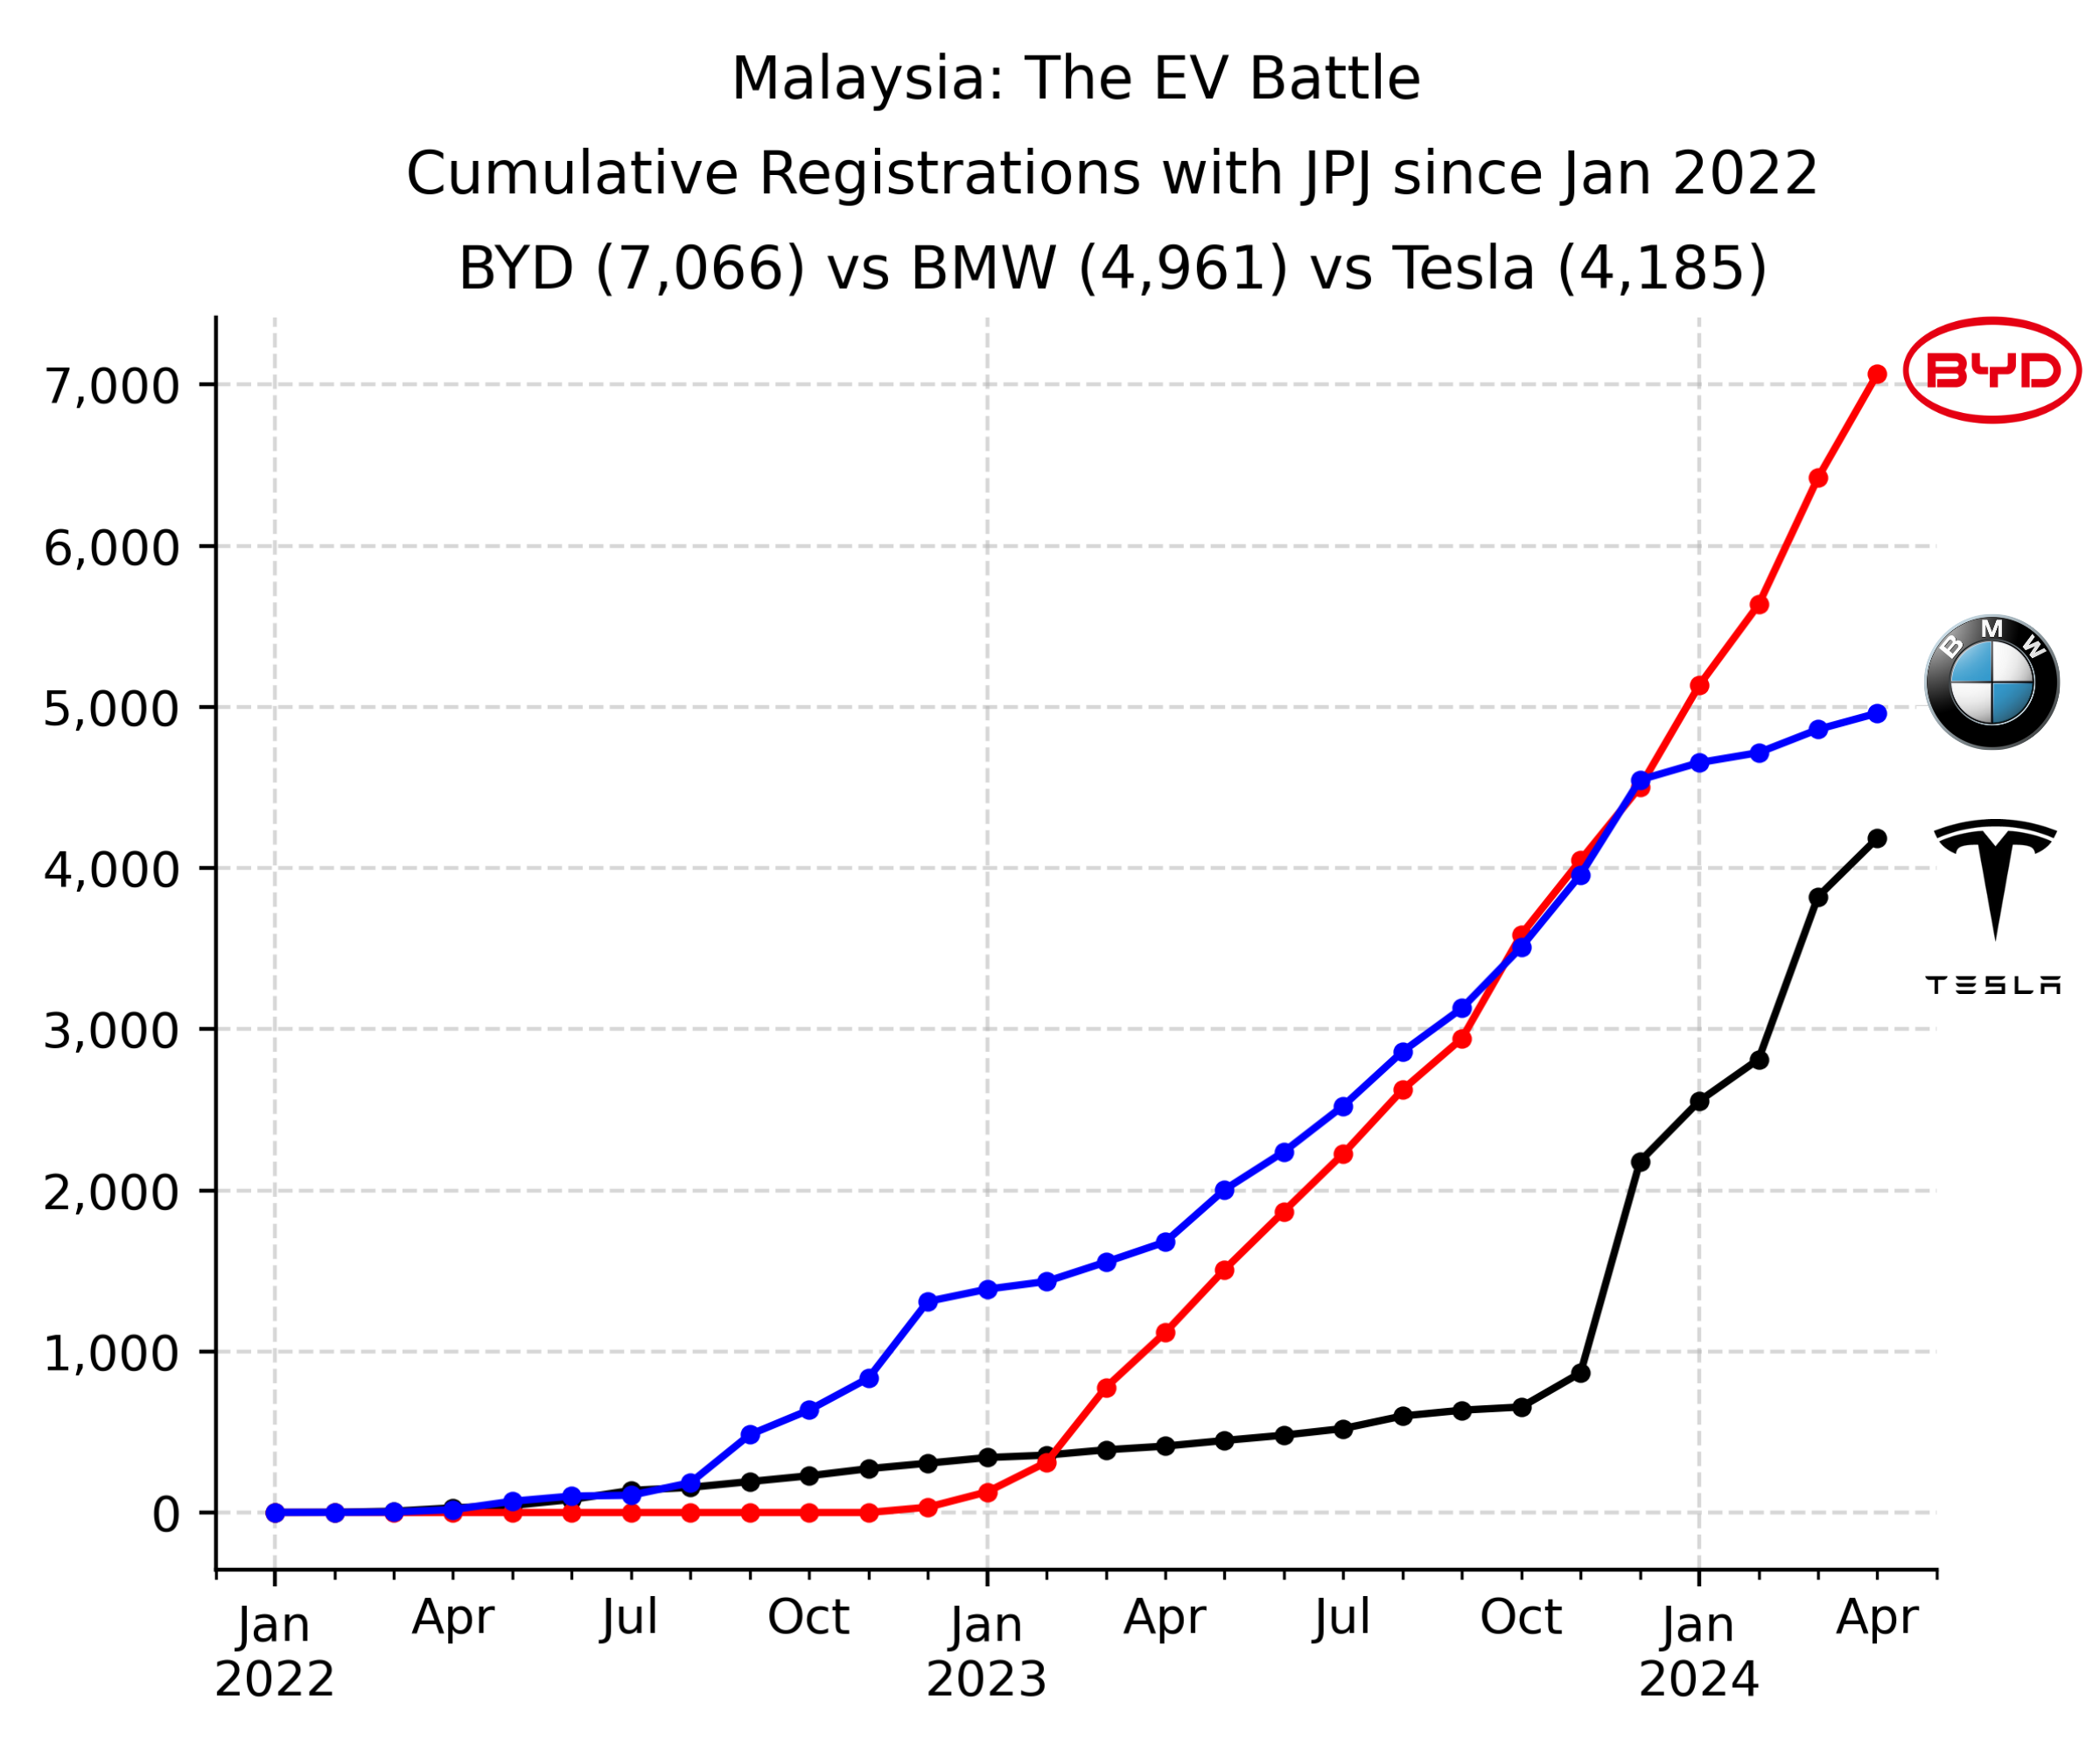 Malaysia: The EV Battle
Cumulative Registrations with JPJ since Jan 2022
BYD (7,066) vs BMW (4,961) vs Tesla (4,185)
7,000
6,000
5,000
4,000
3,000
2,000
1,000
0
BYD
BMW
TESLA
Jan Apr Jul Oct Jan Apr Jul Oct Jan Apr
2022 2023 2024